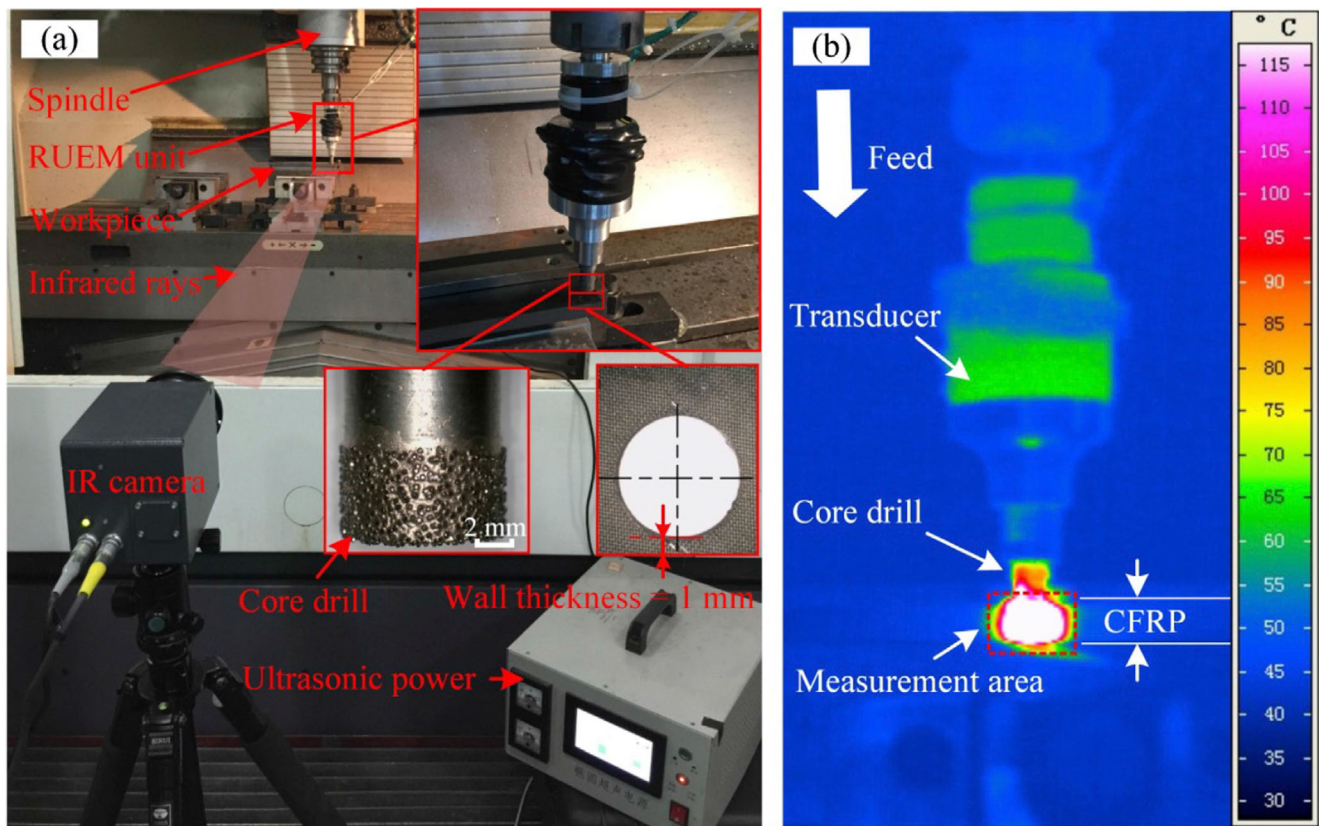 (a)
Spindle
RUEM unit
Workpiece
Infrared rays
IR camera
2 mm
Core drill
Wall thickness = 1 mm
Ultrasonic power
(b)
Feed
Transducer
Core drill
CFRP
Measurement area
° C
115
110
105
100
95
90
85
80
75
70
65
60
55
50
45
40
35
30